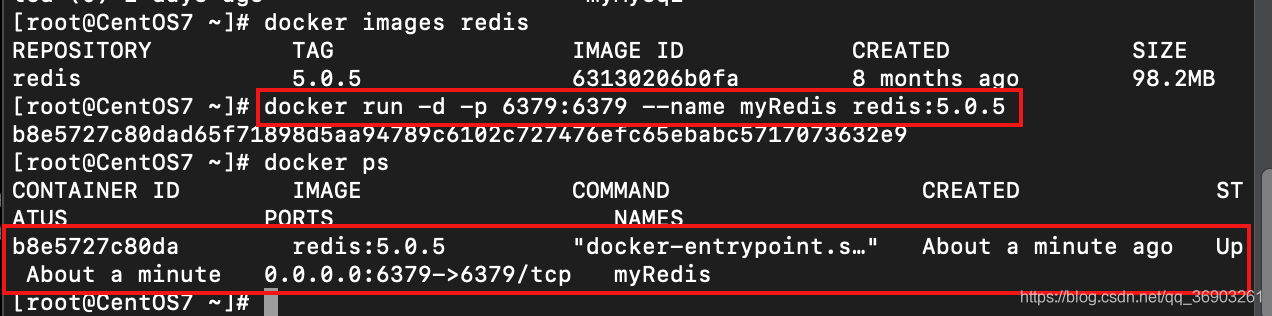 [root@CentOS7 ~]# docker images redis
REPOSITORY TAG IMAGE ID CREATED SIZE
redis 5.0.5 63130206b0fa 8 months ago 98.2MB
[root@CentOS7 ~]# docker run -d -p 6379:6379 --name myRedis redis:5.0.5
b8e5727c80dad65f71898d5aa94789c6102c727476efc65ebabc5717073632e9
[root@CentOS7 ~]# docker ps
CONTAINER ID IMAGE COMMAND CREATED ST
ATUS PORTS NAMES
b8e5727c80da redis:5.0.5 "docker-entrypoint.s…" About a minute ago Up
About a minute 0.0.0.0:6379->6379/tcp myRedis
[root@CentOS7 ~]#
https://blog.csdn.net/qq_36903261